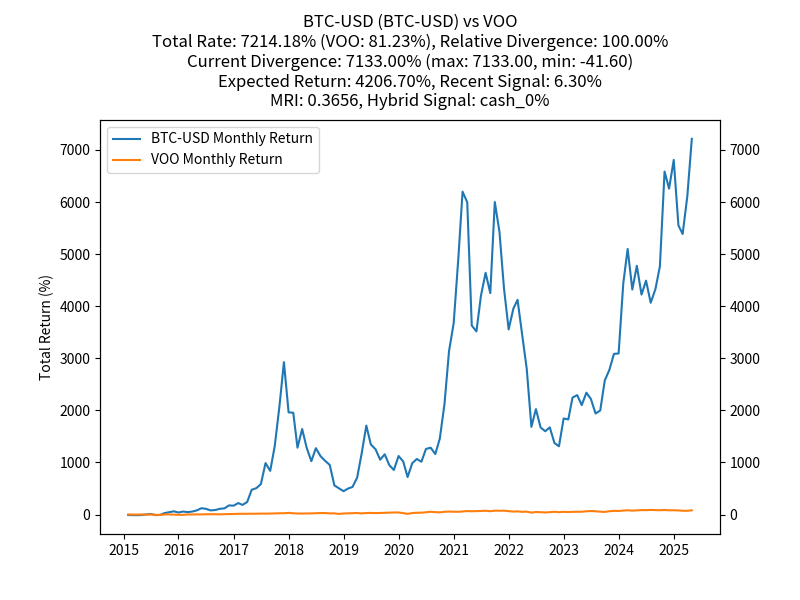 BTC-USD (BTC-USD) vs VOO
Total Rate: 7214.18% (VOO: 81.23%), Relative Divergence: 100.00%
Current Divergence: 7133.00% (max: 7133.00, min: -41.60)
Expected Return: 4206.70%, Recent Signal: 6.30%
MRI: 0.3656, Hybrid Signal: cash_0%
BTC-USD Monthly Return
VOO Monthly Return
Total Return (%)
7000 7000
6000 6000
5000 5000
4000 4000
3000 3000
2000 2000
1000 1000
0 0
2015 2016 2017 2018 2019 2020 2021 2022 2023 2024 2025